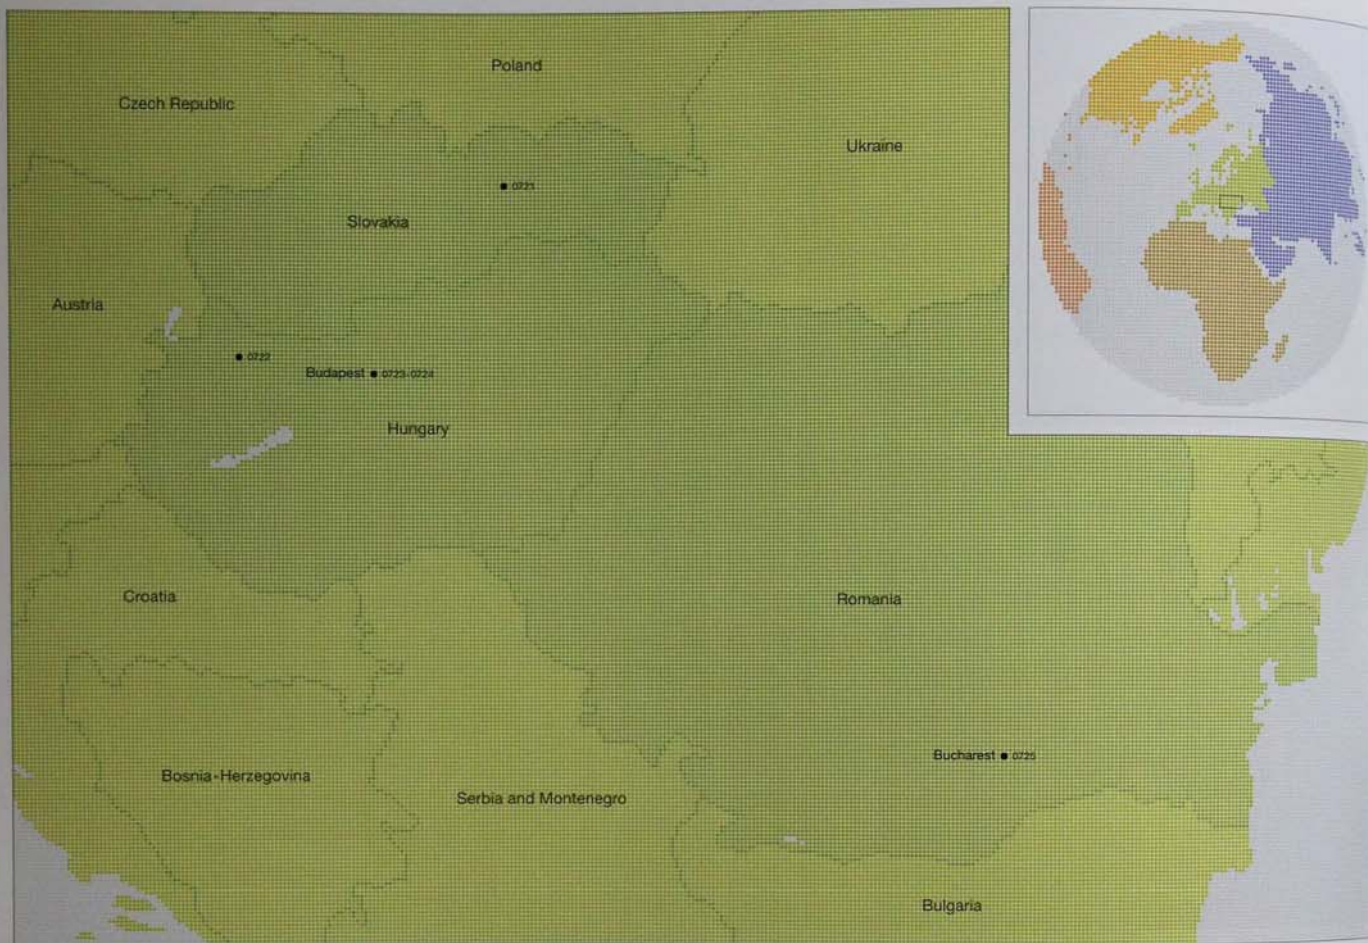 Poland
Czech Republic
Ukraine
0721
Slovakia
Austria
0722
Budapest 0723-0724
Hungary
Croatia
Romania
Bucharest 0725
Bosnia-Herzegovina
Serbia and Montenegro
Bulgaria